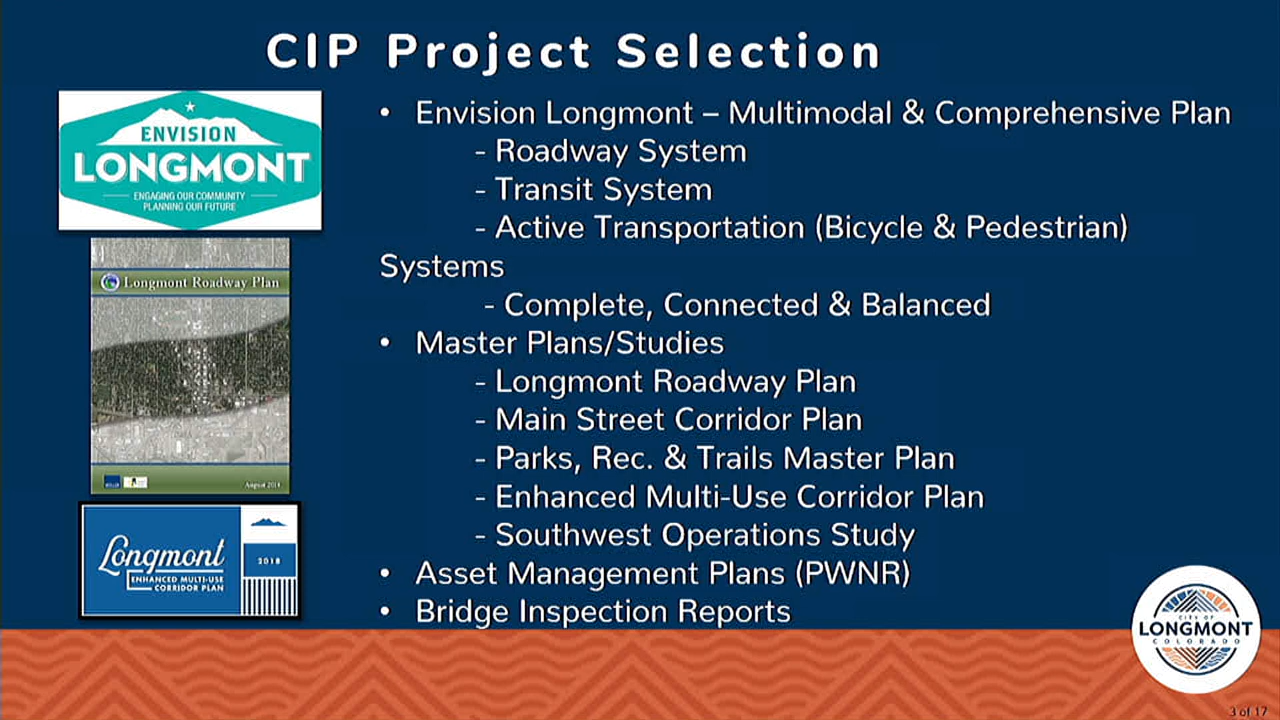 CIP Project Selection
• Envision Longmont – Multimodal & Comprehensive Plan
- Roadway System
- Transit System
- Active Transportation (Bicycle & Pedestrian)
Systems
- Complete, Connected & Balanced
• Master Plans/Studies
- Longmont Roadway Plan
- Main Street Corridor Plan
- Parks, Rec. & Trails Master Plan
- Enhanced Multi-Use Corridor Plan
- Southwest Operations Study
• Asset Management Plans (PWNR)
• Bridge Inspection Reports
ENVISION
LONGMONT
ENGAGING OUR COMMUNITY
PLANNING OUR FUTURE
Longmont Roadway Plan
Longmont
ENHANCED MULTI-USE
CORRIDOR PLAN
2018
CITY OF
LONGMONT
COLORADO
3 of 17